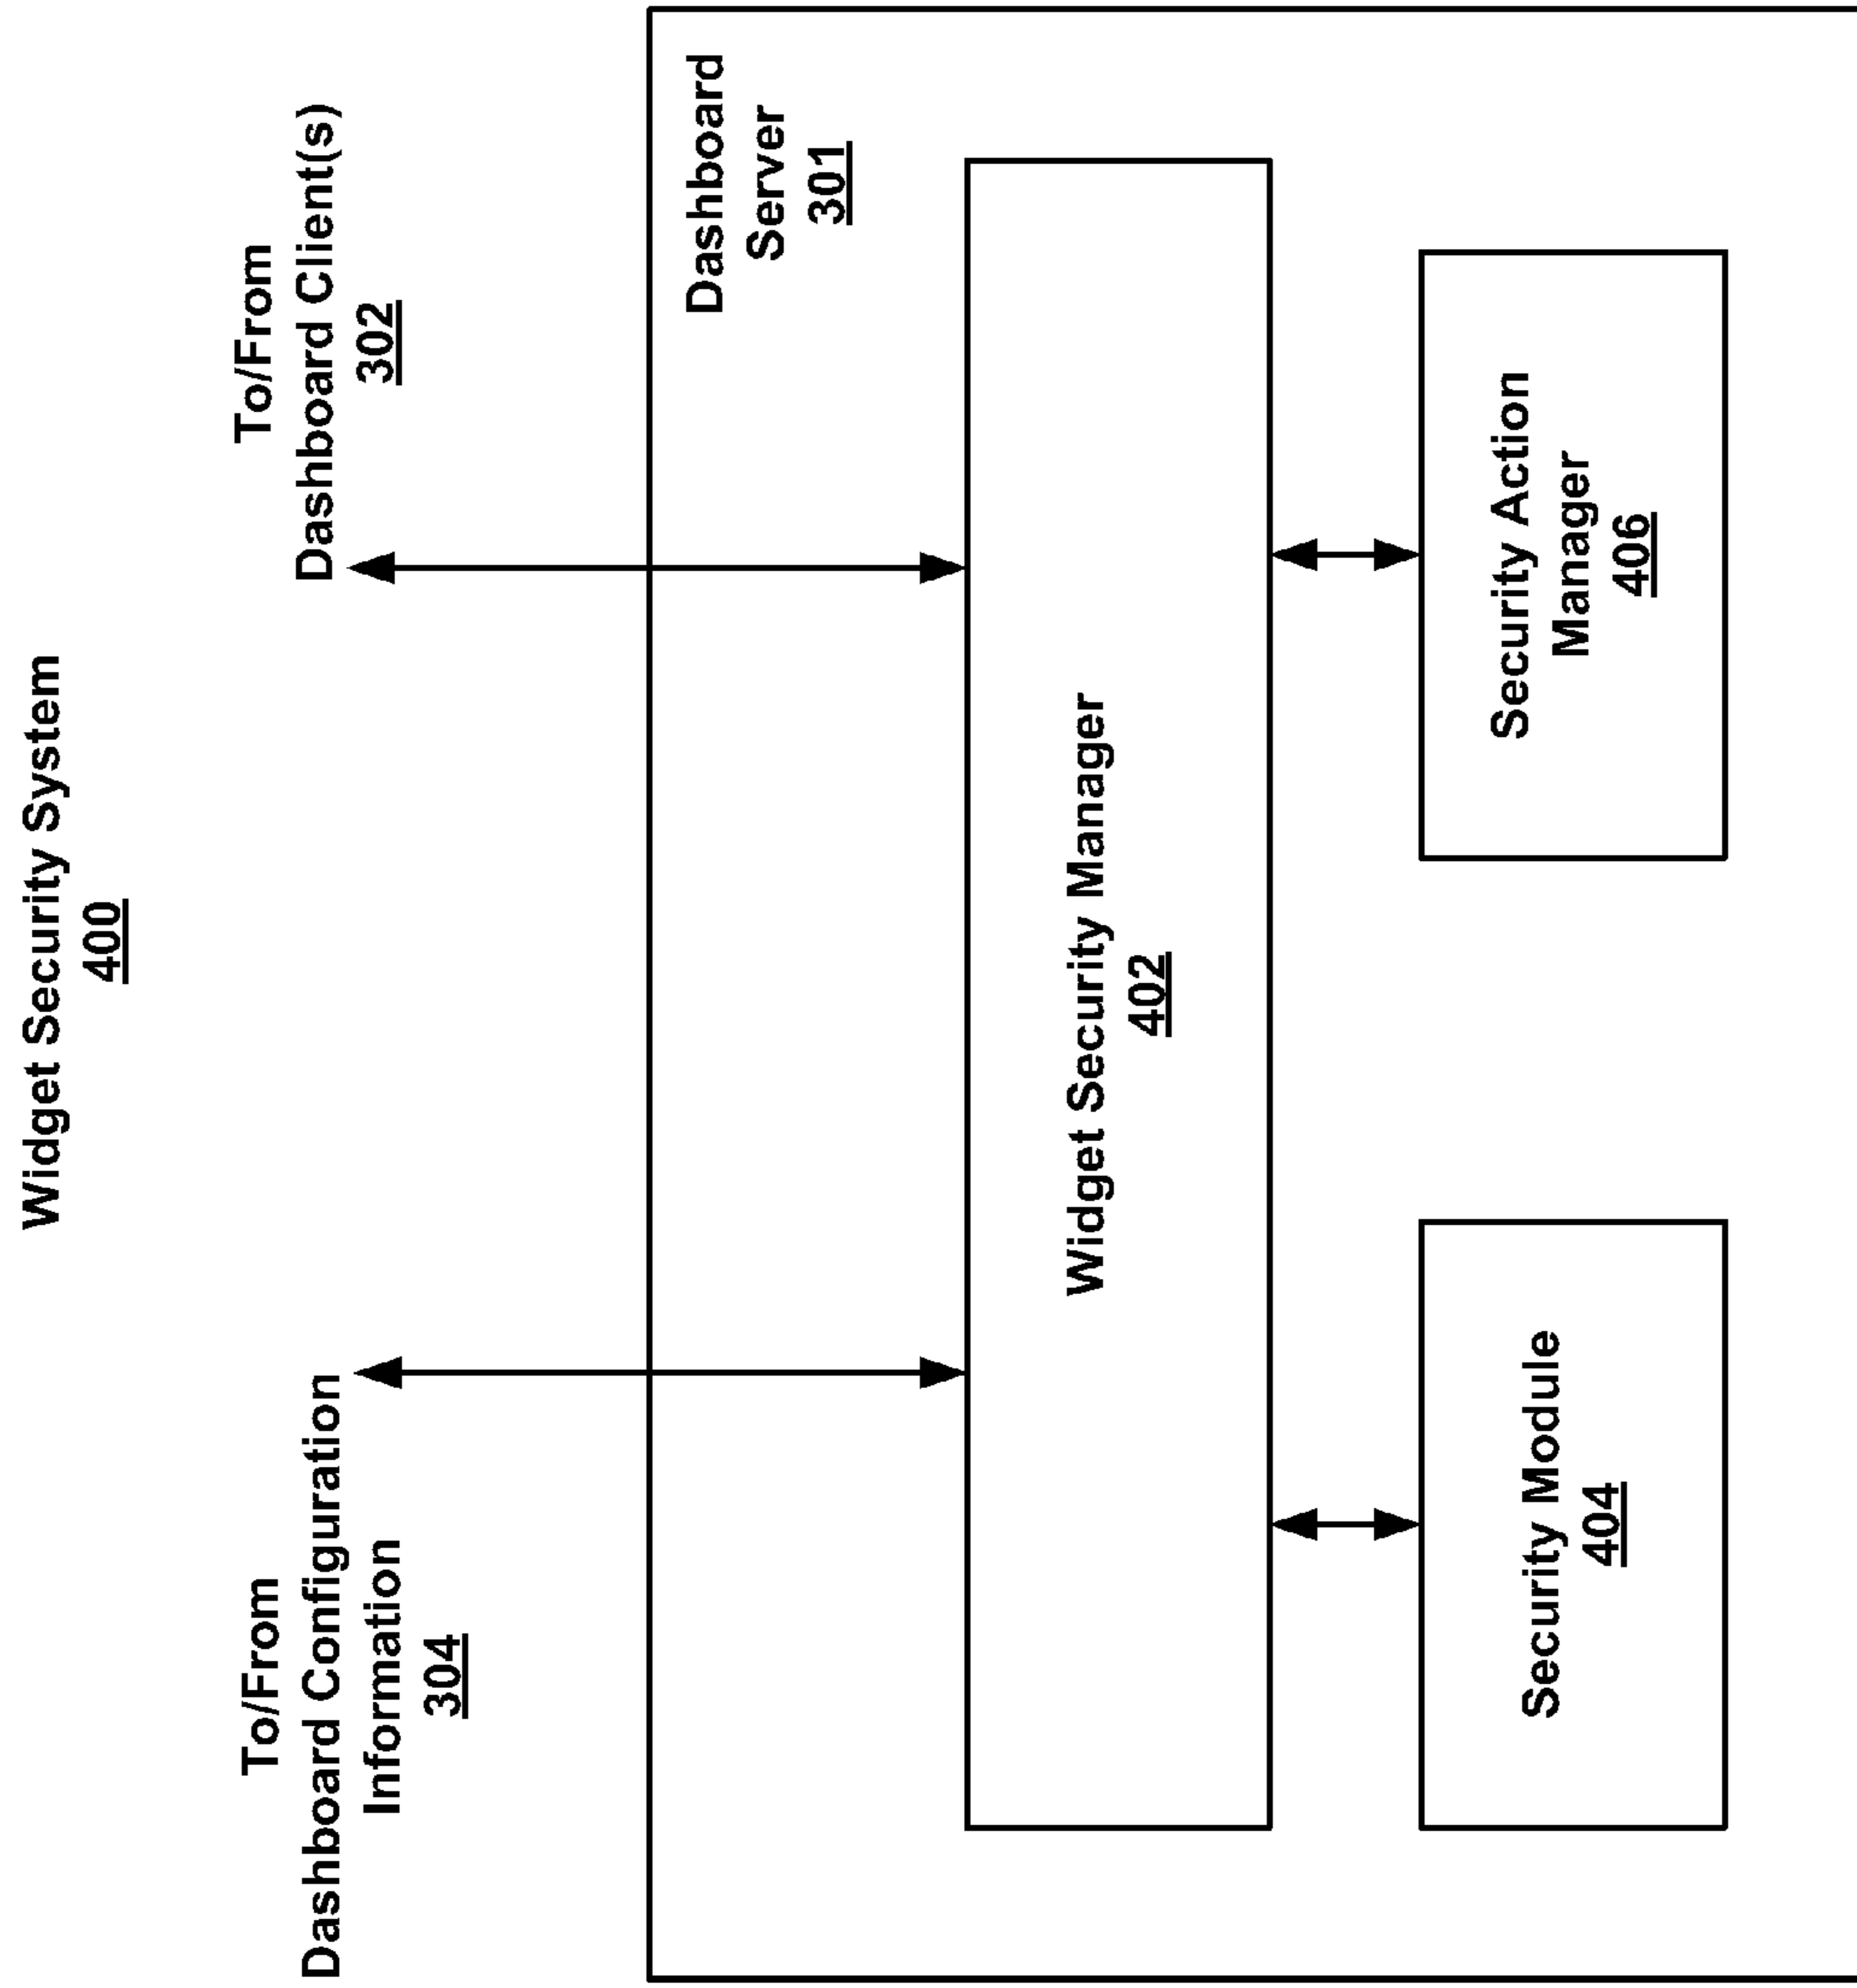 Widget Security System
400
To/From
Dashboard Configuration
Information
304
To/From
Dashboard Client(s)
302
Dashboard
Server
301
Widget Security Manager
402
Security Module
404
Security Action
Manager
406